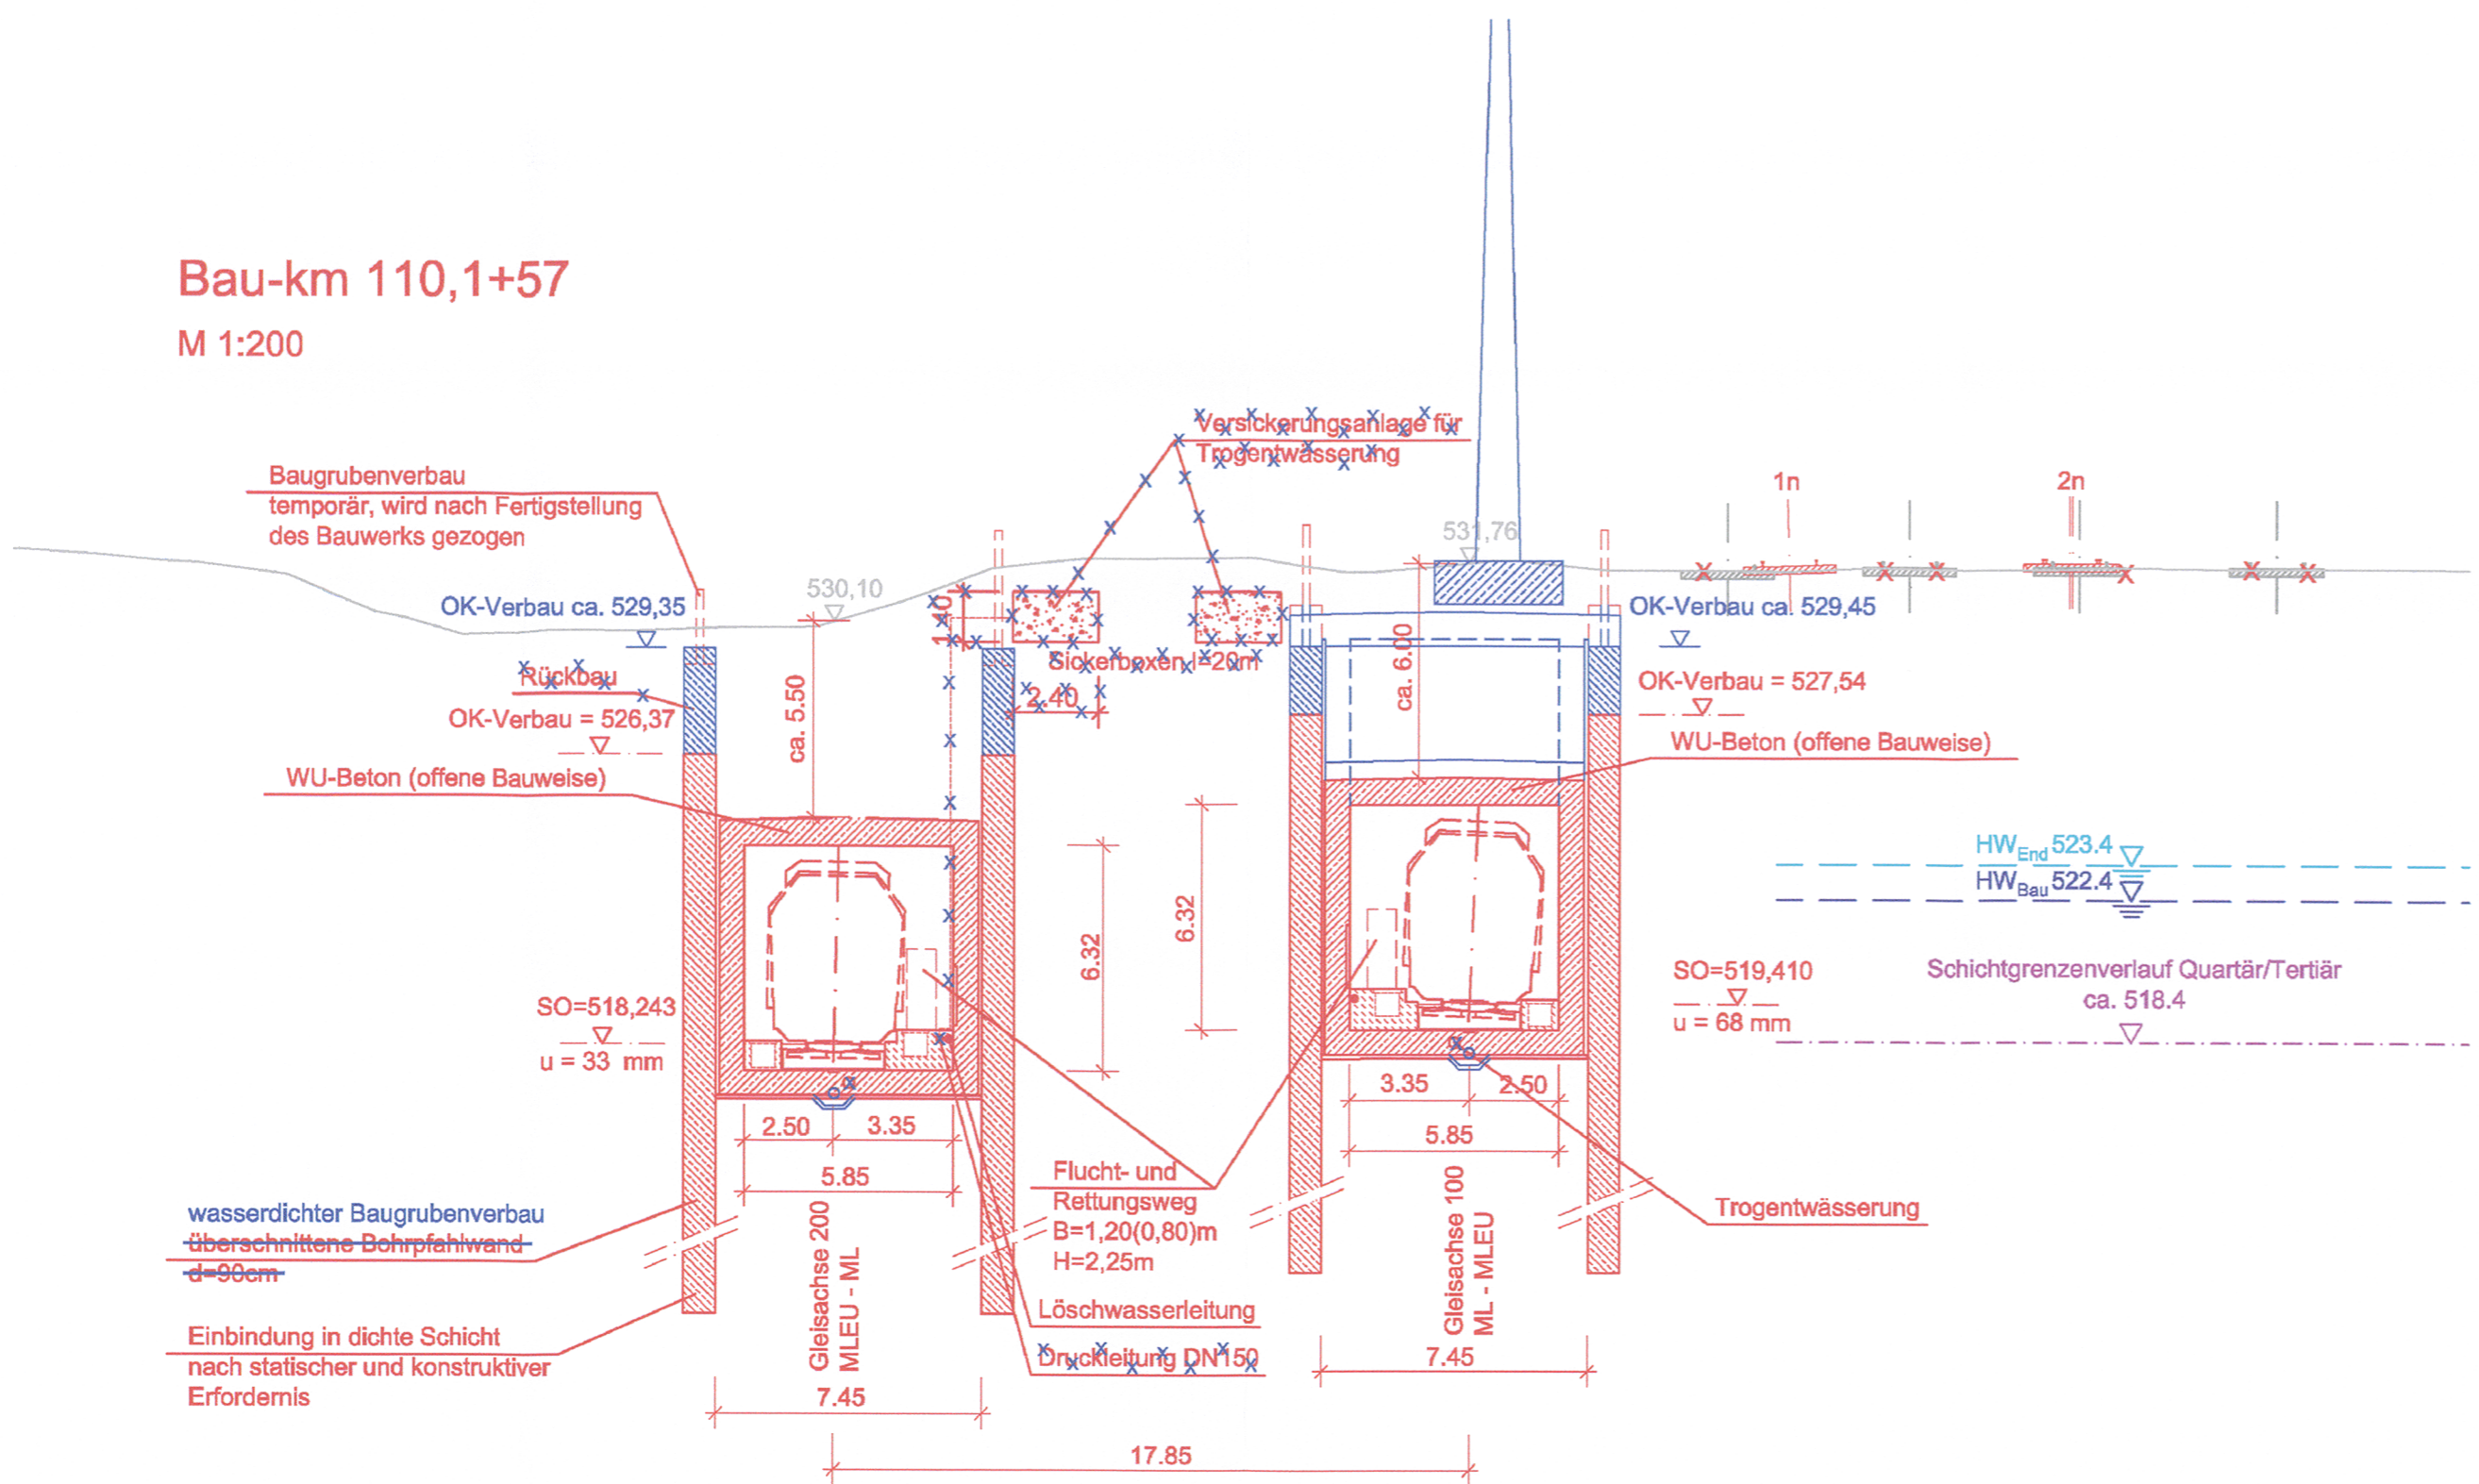 Bau-km 110,1+57
M 1:200
Versickerungsanlage für
Trogentwässerung
Baugrubenverbau
temporär, wird nach Fertigstellung
des Bauwerks gezogen
1n
2n
531,76
530,10
OK-Verbau ca. 529,35
OK-Verbau ca. 529,45
1.40
Sickerboxen l=20m
2.40
Rückbau
OK-Verbau = 526,37
OK-Verbau = 527,54
ca. 5.50
ca. 6.00
WU-Beton (offene Bauweise)
WU-Beton (offene Bauweise)
HWEnd 523.4
HWBau 522.4
6.32
6.32
SO=518,243
u = 33 mm
SO=519,410
u = 68 mm
Schichtgrenzenverlauf Quartär/Tertiär
ca. 518.4
2.50
3.35
5.85
3.35
2.50
5.85
wasserdichter Baugrubenverbau
überschnittene Bohrpfahlwand
d=90cm
Einbindung in dichte Schicht
nach statischer und konstruktiver
Erfordernis
Gleisachse 200
MLEU - ML
7.45
Flucht- und
Rettungsweg
B=1,20(0,80)m
H=2,25m
Löschwasserleitung
Druckleitung DN150
Gleisachse 100
ML - MLEU
7.45
Trogentwässerung
17.85